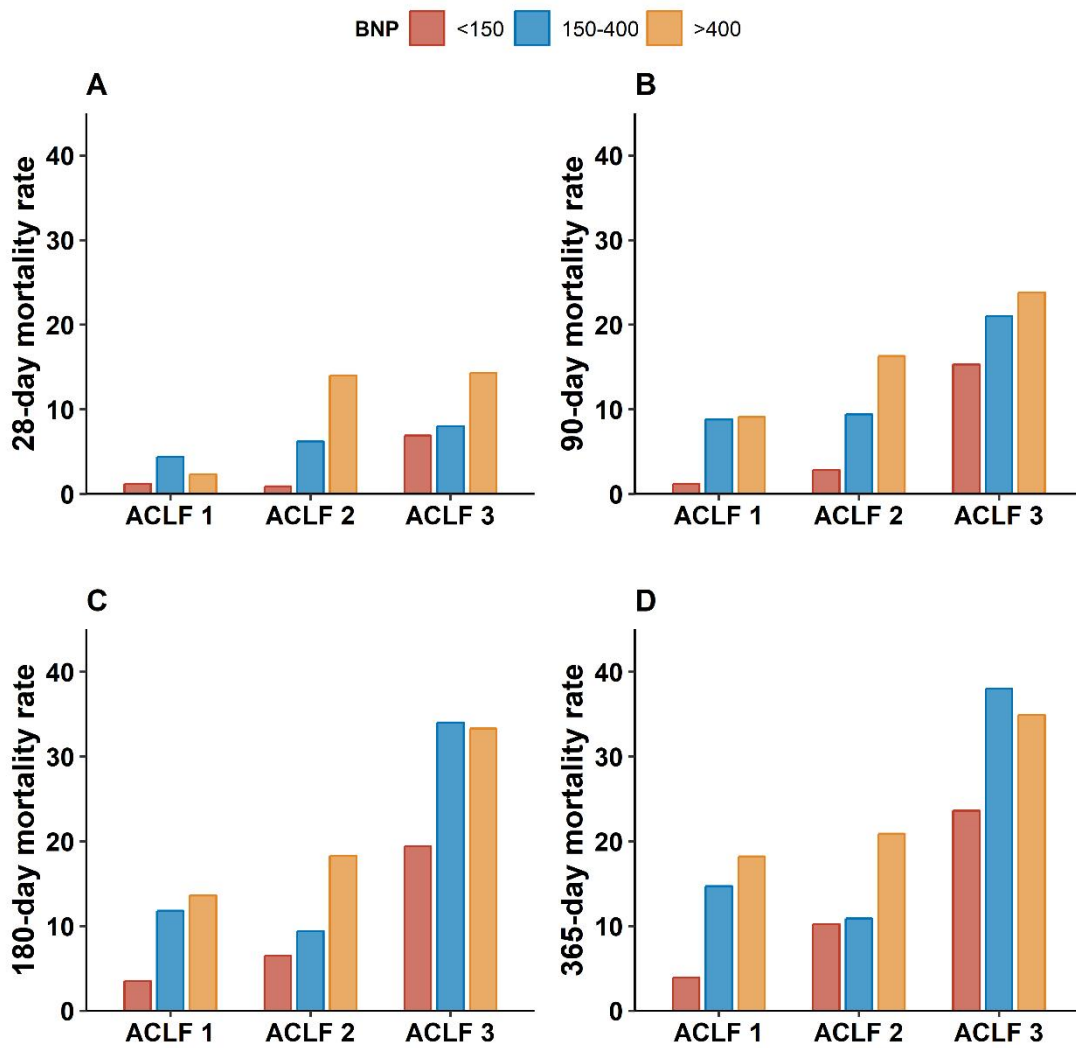 BNP <150 150-400 >400
A
28-day mortality rate
40
30
20
10
0
ACLF 1 ACLF 2 ACLF 3
B
90-day mortality rate
40
30
20
10
0
ACLF 1 ACLF 2 ACLF 3
C
180-day mortality rate
40
30
20
10
0
ACLF 1 ACLF 2 ACLF 3
D
365-day mortality rate
40
30
20
10
0
ACLF 1 ACLF 2 ACLF 3